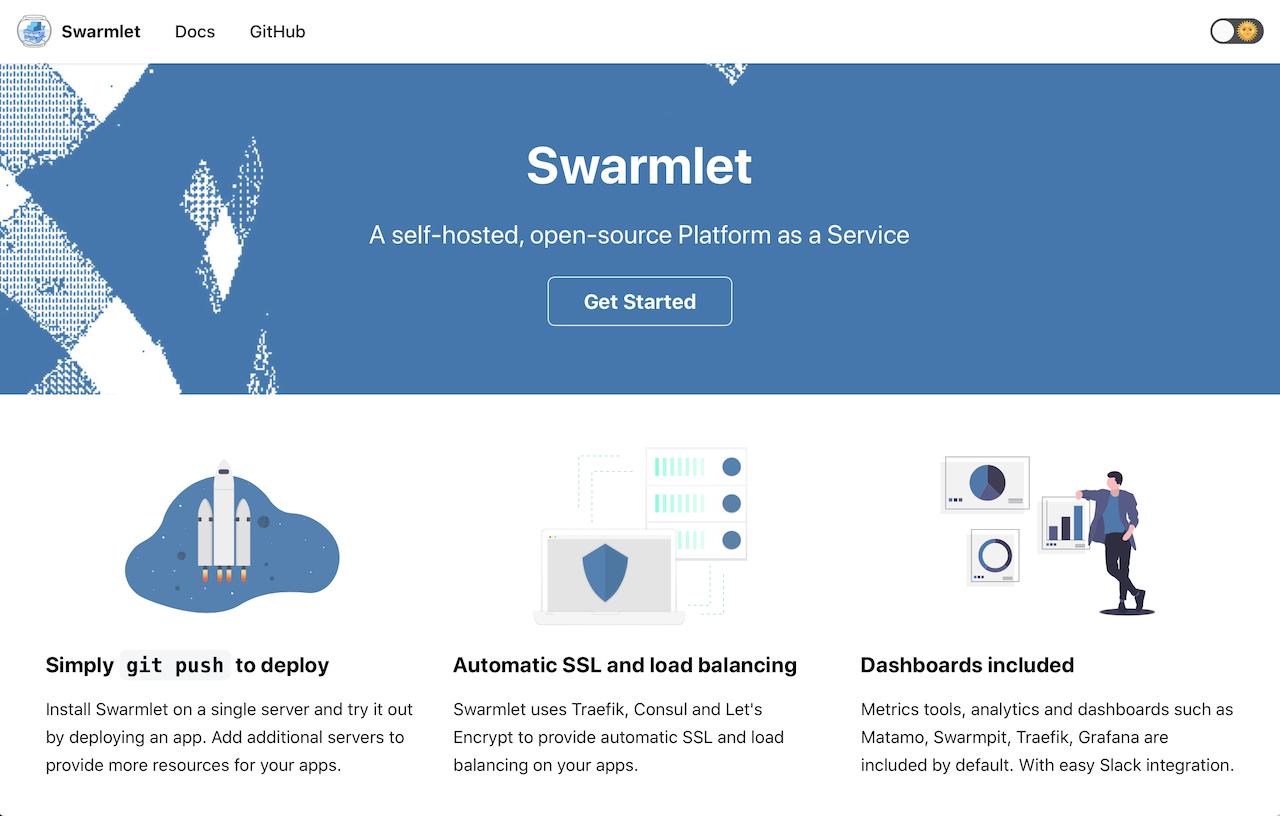 Swarmlet Docs GitHub
Swarmlet
A self-hosted, open-source Platform as a Service
Get Started
Simply git push to deploy
Install Swarmlet on a single server and try it out
by deploying an app. Add additional servers to
provide more resources for your apps.
Automatic SSL and load balancing
Swarmlet uses Traefik, Consul and Let's
Encrypt to provide automatic SSL and load
balancing on your apps.
Dashboards included
Metrics tools, analytics and dashboards such as
Matamo, Swarmpit, Traefik, Grafana are
included by default. With easy Slack integration.